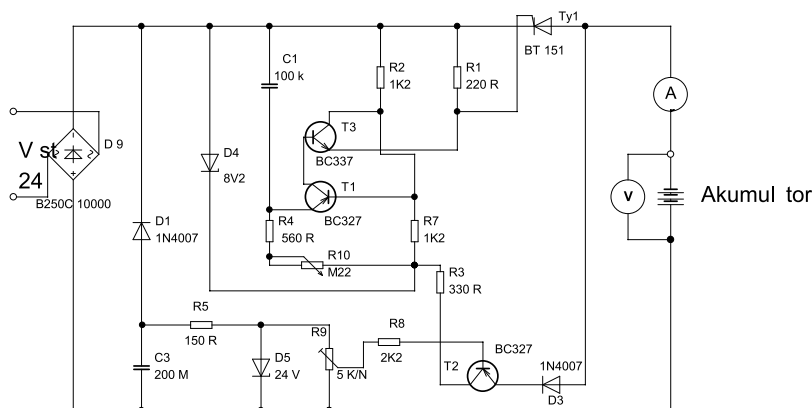 Ty1
BT 151
C1
100 k
R2
1K2
R1
220 R
A
D 9
V st
24
B250C 10000
T3
BC337
D4
8V2
T1
BC327
V
Akumul tor
D1
1N4007
R4
560 R
R7
1K2
R10
M22
R3
330 R
R5
150 R
R9
5 K/N
R8
2K2
BC327
T2
1N4007
D3
C3
200 M
D5
24 V